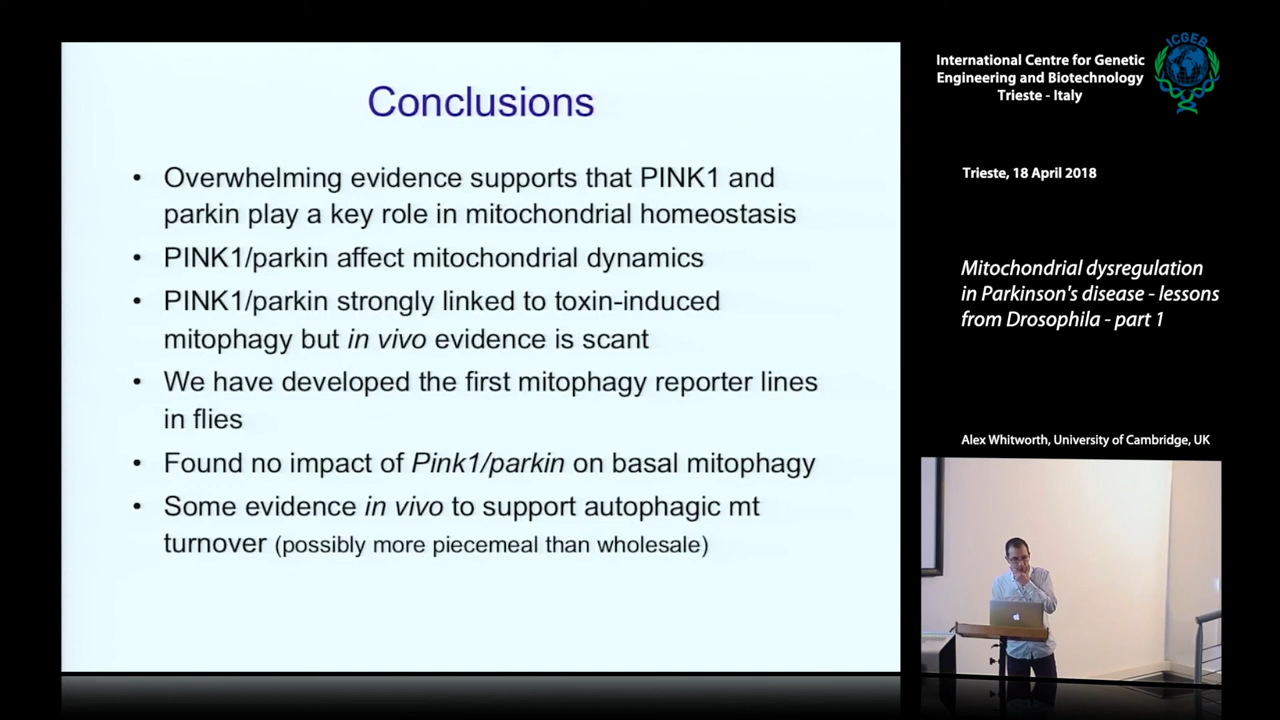 Conclusions
• Overwhelming evidence supports that PINK1 and
parkin play a key role in mitochondrial homeostasis
• PINK1/parkin affect mitochondrial dynamics
• PINK1/parkin strongly linked to toxin-induced
mitophagy but in vivo evidence is scant
• We have developed the first mitophagy reporter lines
in flies
• Found no impact of Pink1/parkin on basal mitophagy
• Some evidence in vivo to support autophagic mt
turnover (possibly more piecemeal than wholesale)
International Centre for Genetic
Engineering and Biotechnology
Trieste - Italy
ICGEB
Trieste, 18 April 2018
Mitochondrial dysregulation
in Parkinson's disease - lessons
from Drosophila - part 1
Alex Whitworth, University of Cambridge, UK